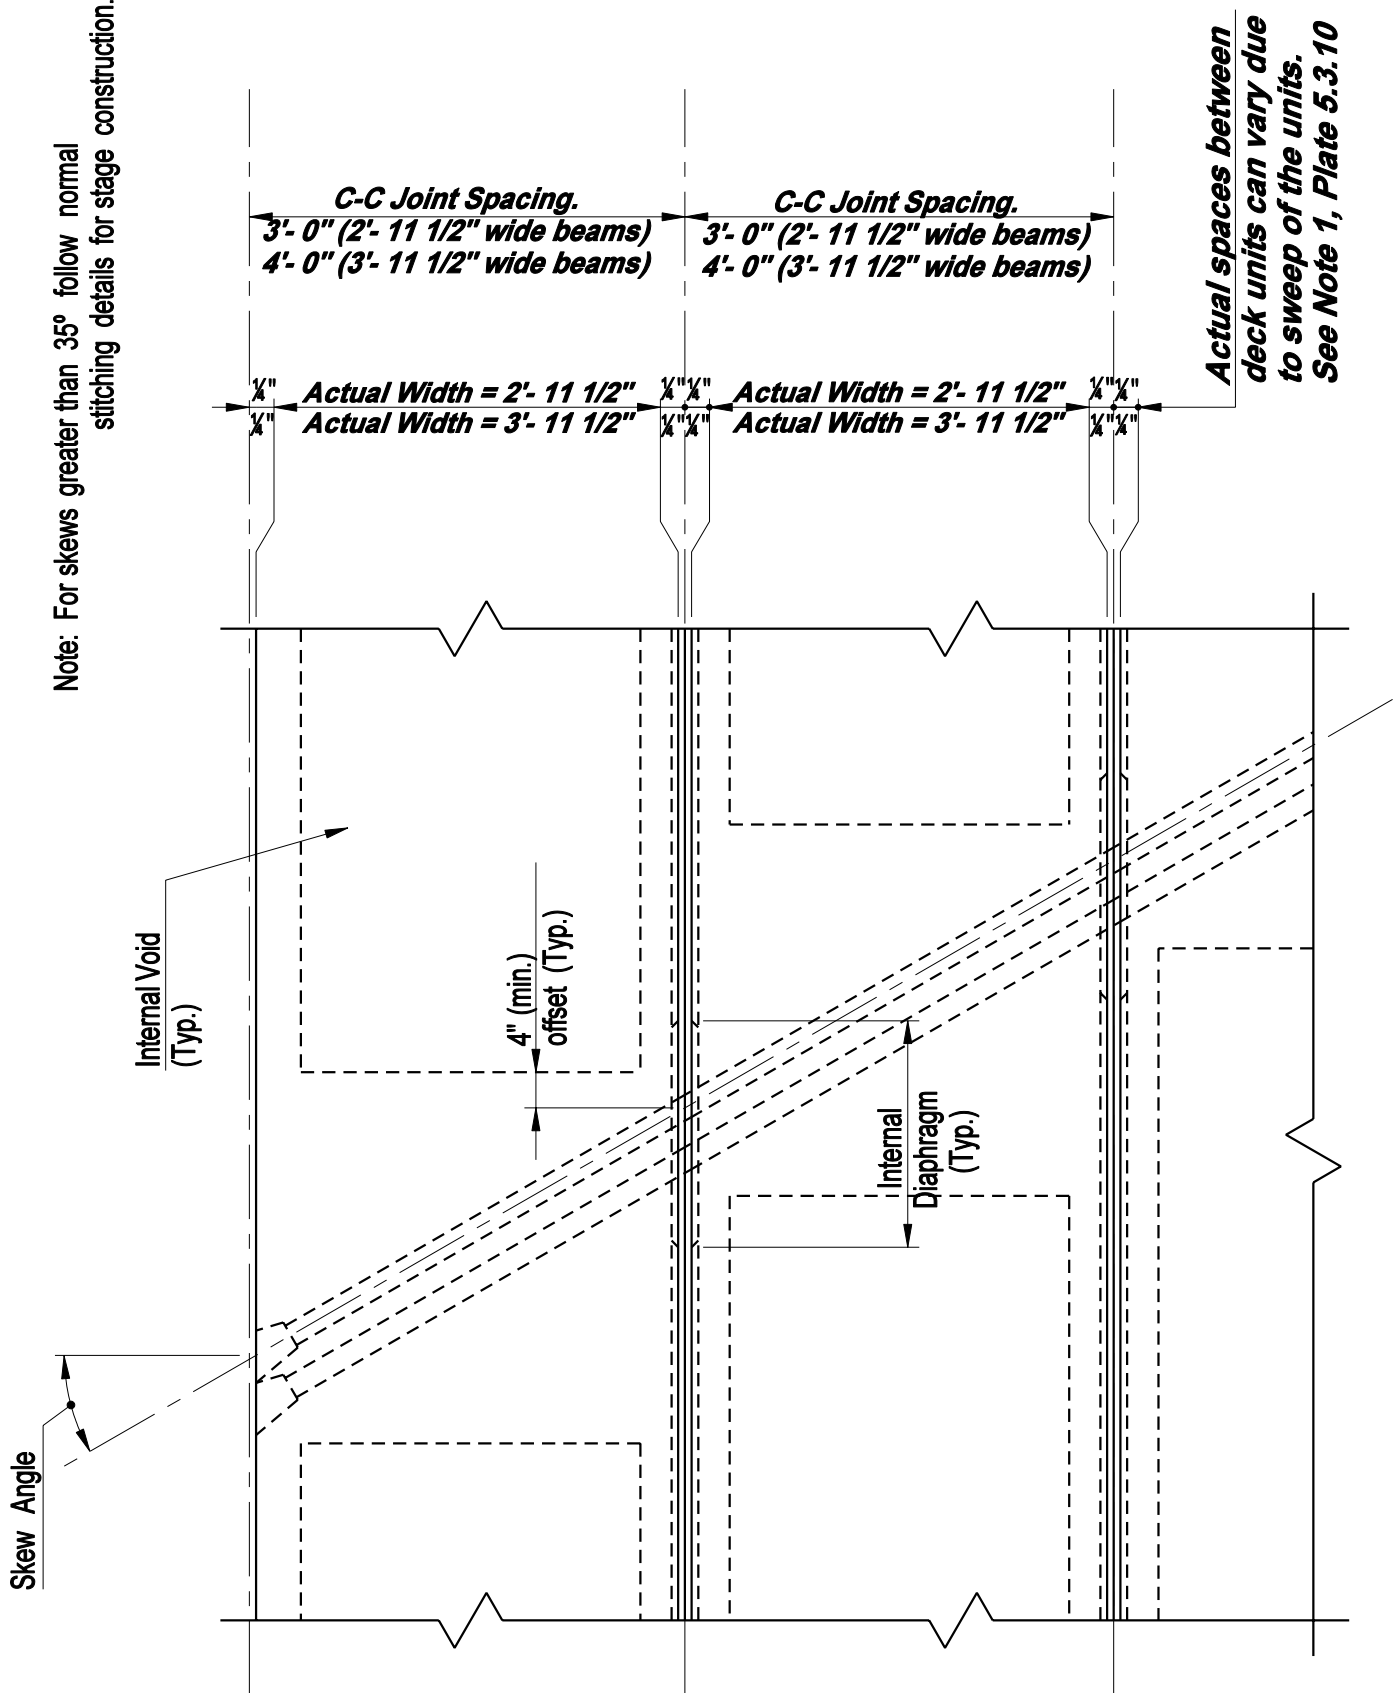 Note: For skews greater than 35º follow normal
stitching details for stage construction.
C-C Joint Spacing.
3'- 0" (2'- 11 1/2" wide beams)
4'- 0" (3'- 11 1/2" wide beams)
C-C Joint Spacing.
3'- 0" (2'- 11 1/2" wide beams)
4'- 0" (3'- 11 1/2" wide beams)
Actual spaces between
deck units can vary due
to sweep of the units.
See Note 1, Plate 5.3.10
1/4"
1/4"
Actual Width = 2'- 11 1/2"
Actual Width = 3'- 11 1/2"
1/4" 1/4"
1/4" 1/4"
Actual Width = 2'- 11 1/2"
Actual Width = 3'- 11 1/2"
1/4" 1/4"
1/4" 1/4"
Internal Void
(Typ.)
4" (min.)
offset (Typ.)
Internal
Diaphragm
(Typ.)
Skew Angle